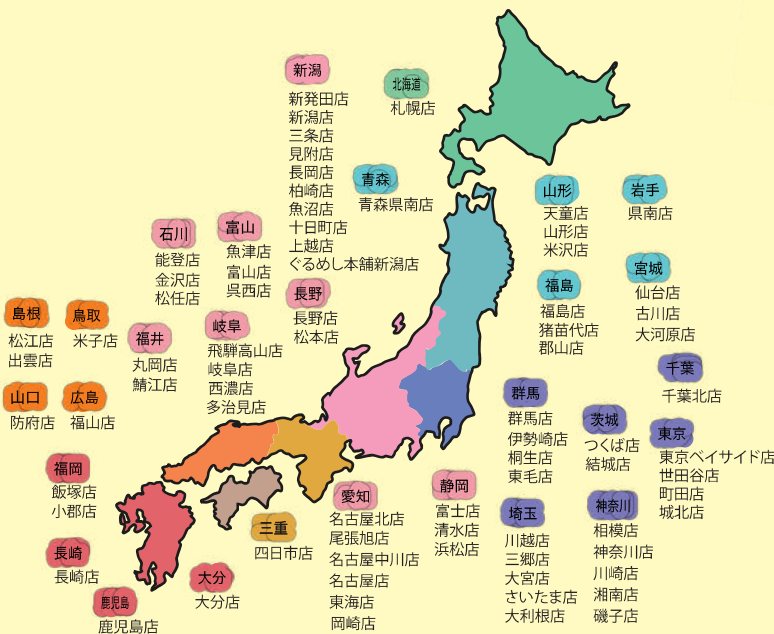 新潟
新発田店
新潟店
三条店
見附店
長岡店
柏崎店
魚沼店
十日町店
上越店
ぐるめし本舗新潟店
北海道
札幌店
青森
青森県南店
山形
天童店
山形店
米沢店
岩手
県南店
石川
能登店
金沢店
松任店
富山
魚津店
富山店
呉西店
長野
長野店
松本店
福島
福島店
猪苗代店
郡山店
宮城
仙台店
古川店
大河原店
島根
松江店
出雲店
鳥取
米子店
福井
丸岡店
鯖江店
岐阜
飛騨高山店
岐阜店
西濃店
多治見店
山口
防府店
広島
福山店
千葉
千葉北店
群馬
群馬店
伊勢崎店
桐生店
東毛店
茨城
つくば店
結城店
東京
東京ベイサイド店
世田谷店
町田店
城北店
福岡
飯塚店
小郡店
長崎
長崎店
鹿児島
鹿児島店
大分
大分店
三重
四日市店
愛知
名古屋北店
尾張旭店
名古屋中川店
名古屋店
東海店
岡崎店
静岡
富士店
清水店
浜松店
埼玉
川越店
三郷店
大宮店
さいたま店
大利根店
神奈川
相模店
神奈川店
川崎店
湘南店
磯子店